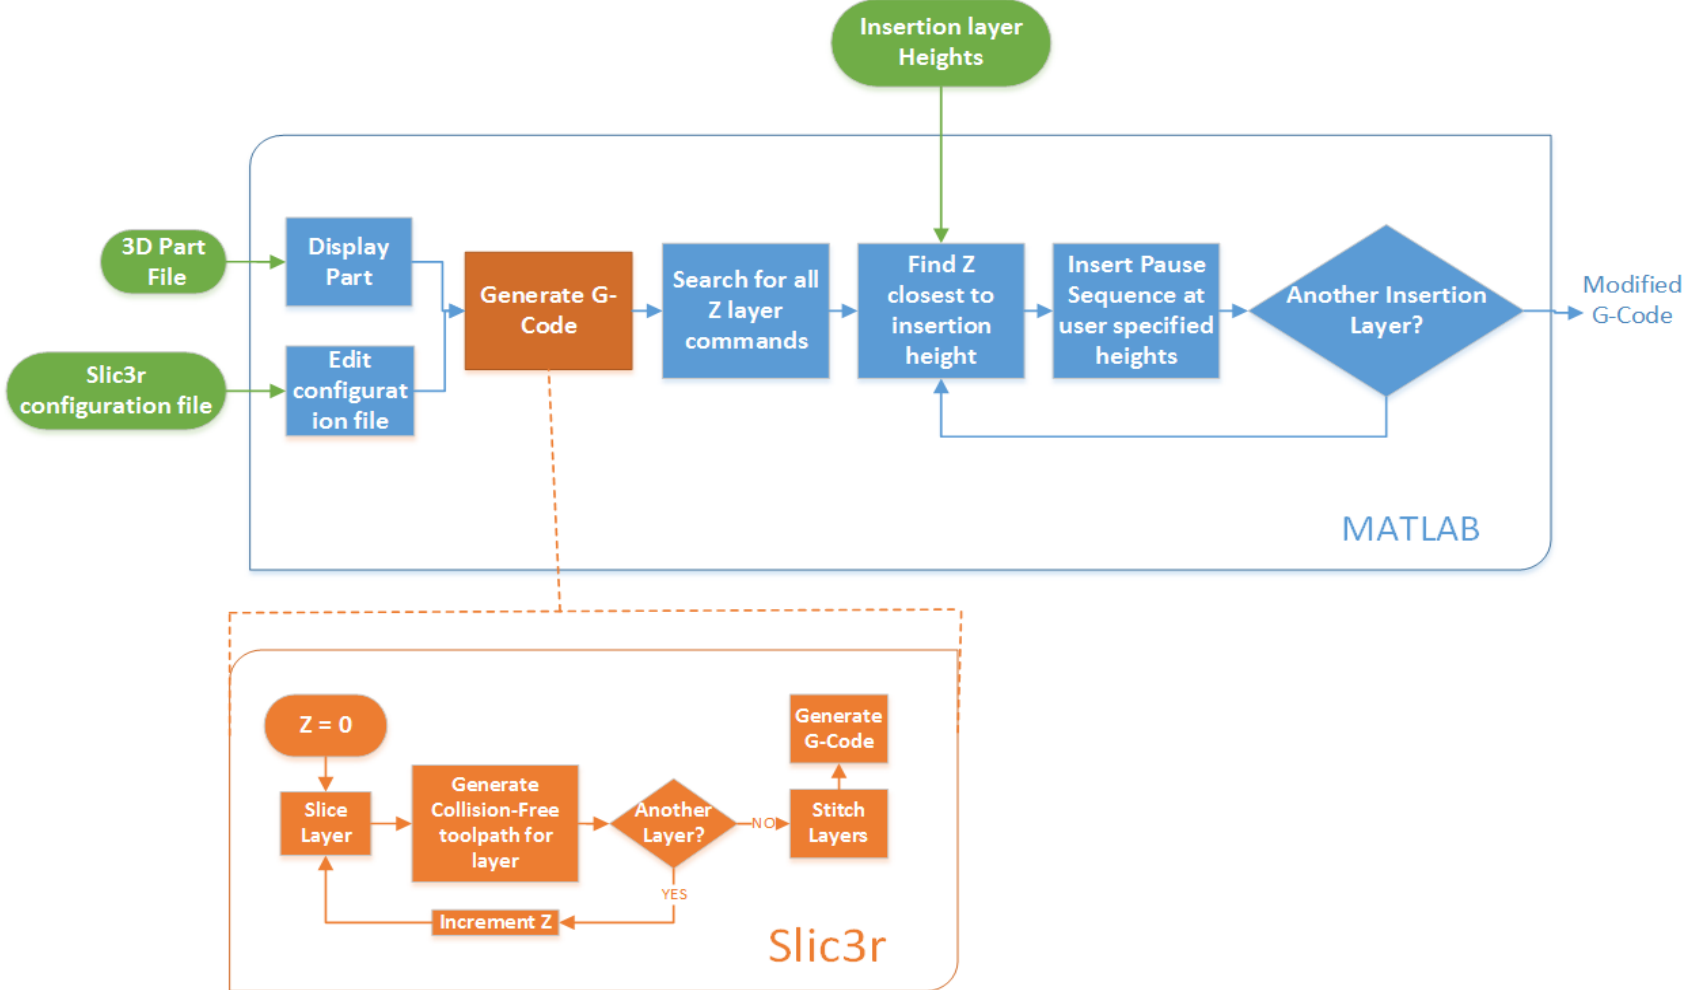 Insertion layer
Heights
3D Part
File
Display
Part
Slic3r
configuration file
Edit
configurat
ion file
Generate G-
Code
Search for all
Z layer
commands
Find Z
closest to
insertion
height
Insert Pause
Sequence at
user specified
heights
Another Insertion
Layer?
Modified
G-Code
MATLAB
Z = 0
Slice
Layer
Generate
Collision-Free
toolpath for
layer
Another
Layer?
NO
YES
Increment Z
Stitch
Layers
Generate
G-Code
Slic3r